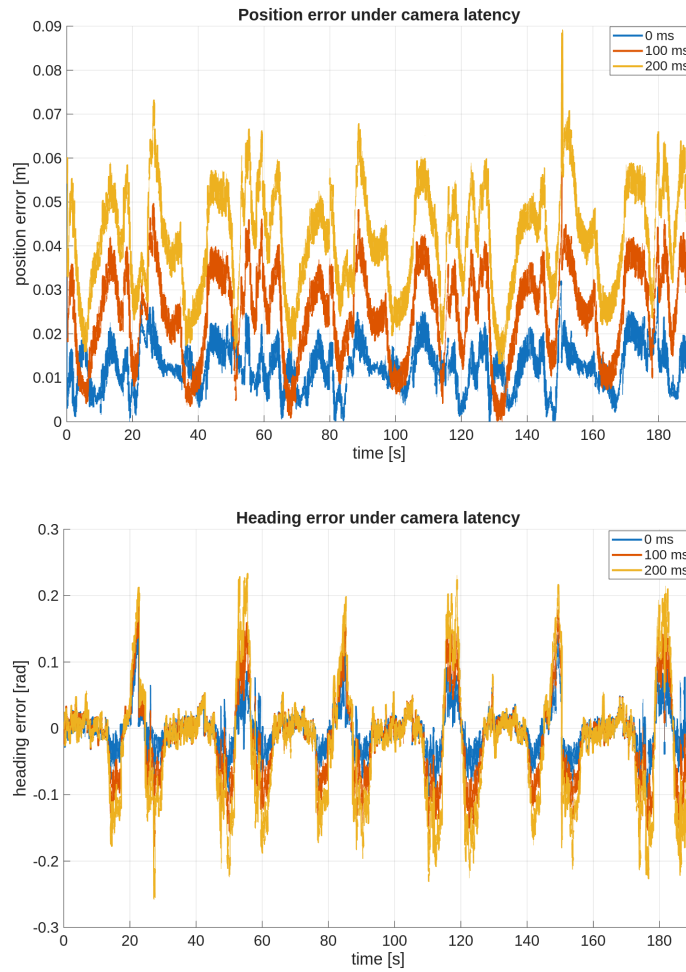 Position error under camera latency
0.09
0.08
0.07
0.06
0.05
0.04
0.03
0.02
0.01
0
position error [m]
0 ms
100 ms
200 ms
0 20 40 60 80 100 120 140 160 180
time [s]
Heading error under camera latency
0.3
0.2
0.1
0
-0.1
-0.2
-0.3
heading error [rad]
0 ms
100 ms
200 ms
0 20 40 60 80 100 120 140 160 180
time [s]